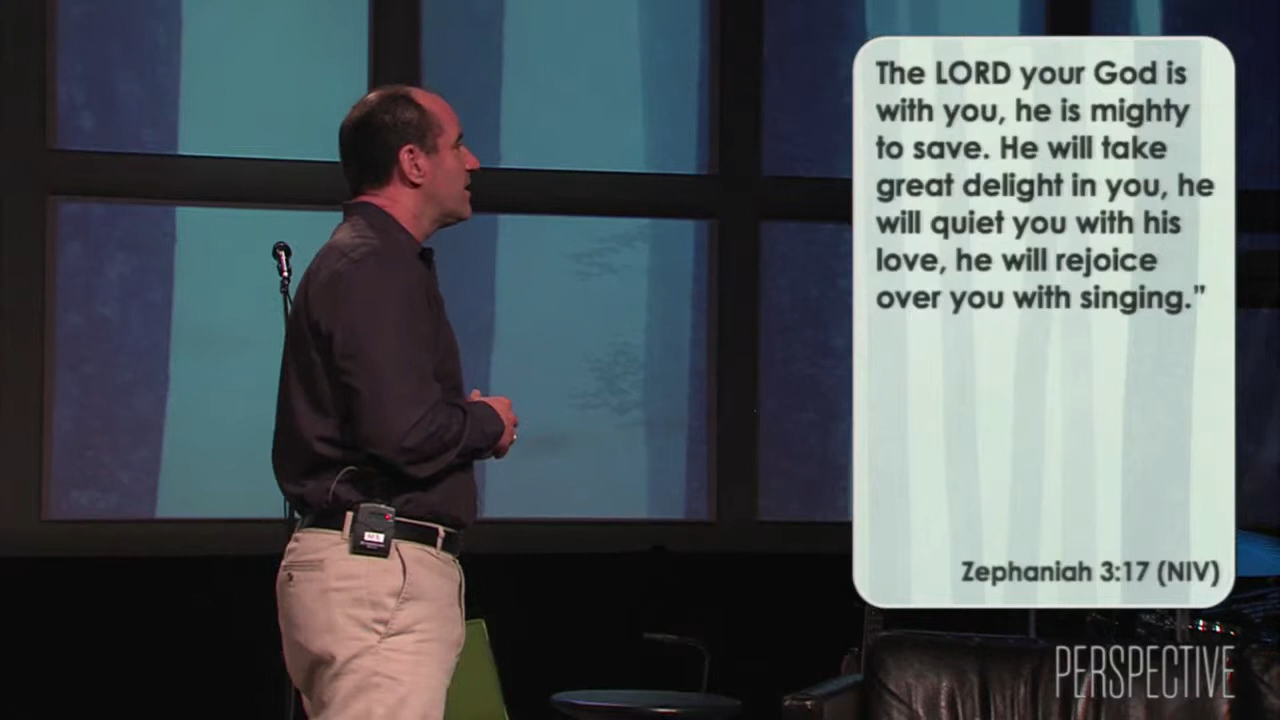 The LORD your God is
with you, he is mighty
to save. He will take
great delight in you, he
will quiet you with his
love, he will rejoice
over you with singing.”
Zephaniah 3:17 (NIV)
PERSPECTIVE